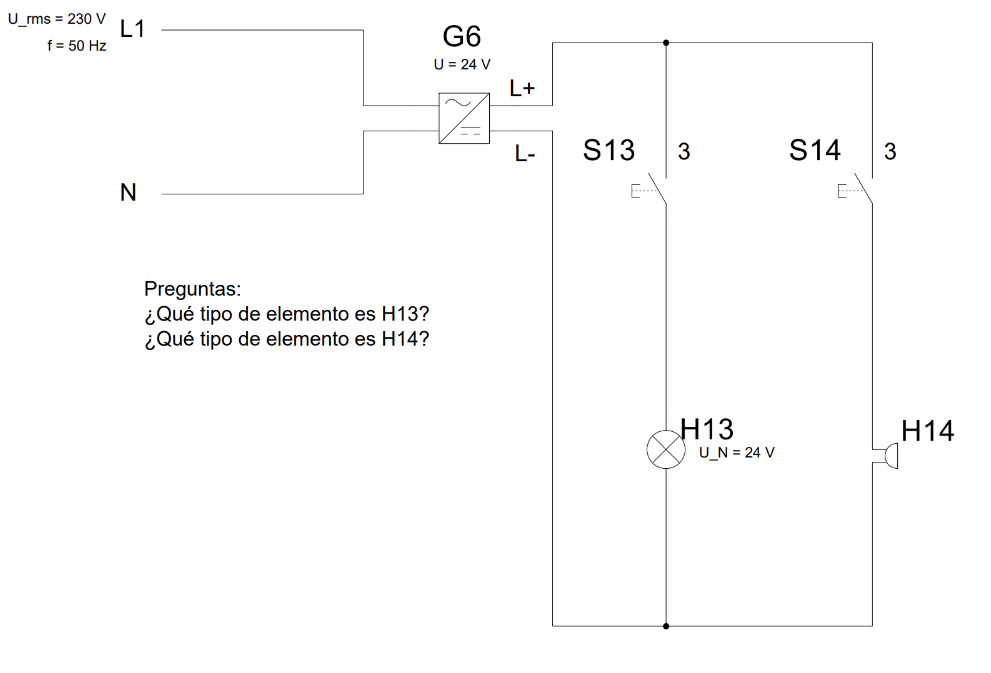 U_rms = 230 V
f = 50 Hz
L1
G6
U = 24 V
L+
L-
N
S13
3
S14
3
Preguntas:
¿Qué tipo de elemento es H13?
¿Qué tipo de elemento es H14?
H13
U_N = 24 V
H14